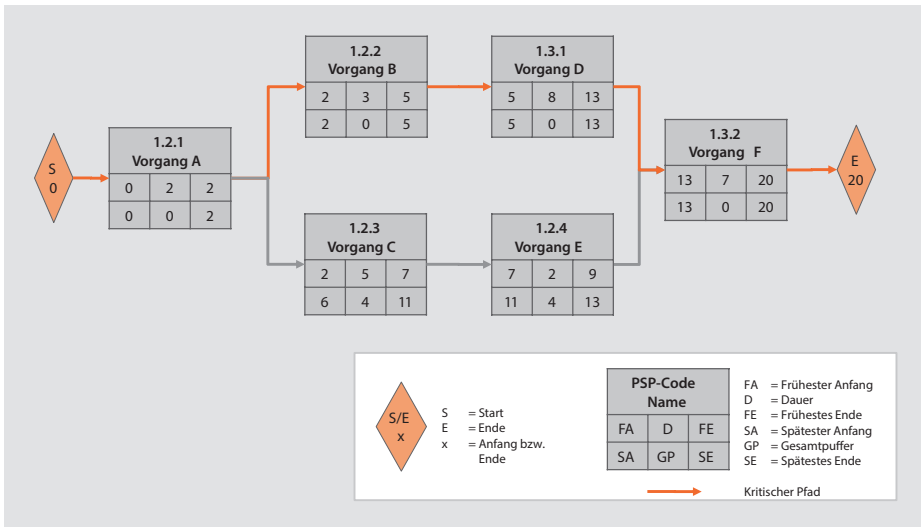 S
0
1.2.1
Vorgang A
0 2 2
0 0 2
1.2.2
Vorgang B
2 3 5
2 0 5
1.3.1
Vorgang D
5 8 13
5 0 13
1.2.3
Vorgang C
2 5 7
6 4 11
1.2.4
Vorgang E
7 2 9
11 4 13
1.3.2
Vorgang F
13 7 20
13 0 20
E
20
S/E
x
S = Start
E = Ende
x = Anfang bzw.
Ende
PSP-Code
Name
FA D FE
SA GP SE
FA = Frühester Anfang
D = Dauer
FE = Frühestes Ende
SA = Spätester Anfang
GP = Gesamtpuffer
SE = Spätestes Ende
Kritischer Pfad